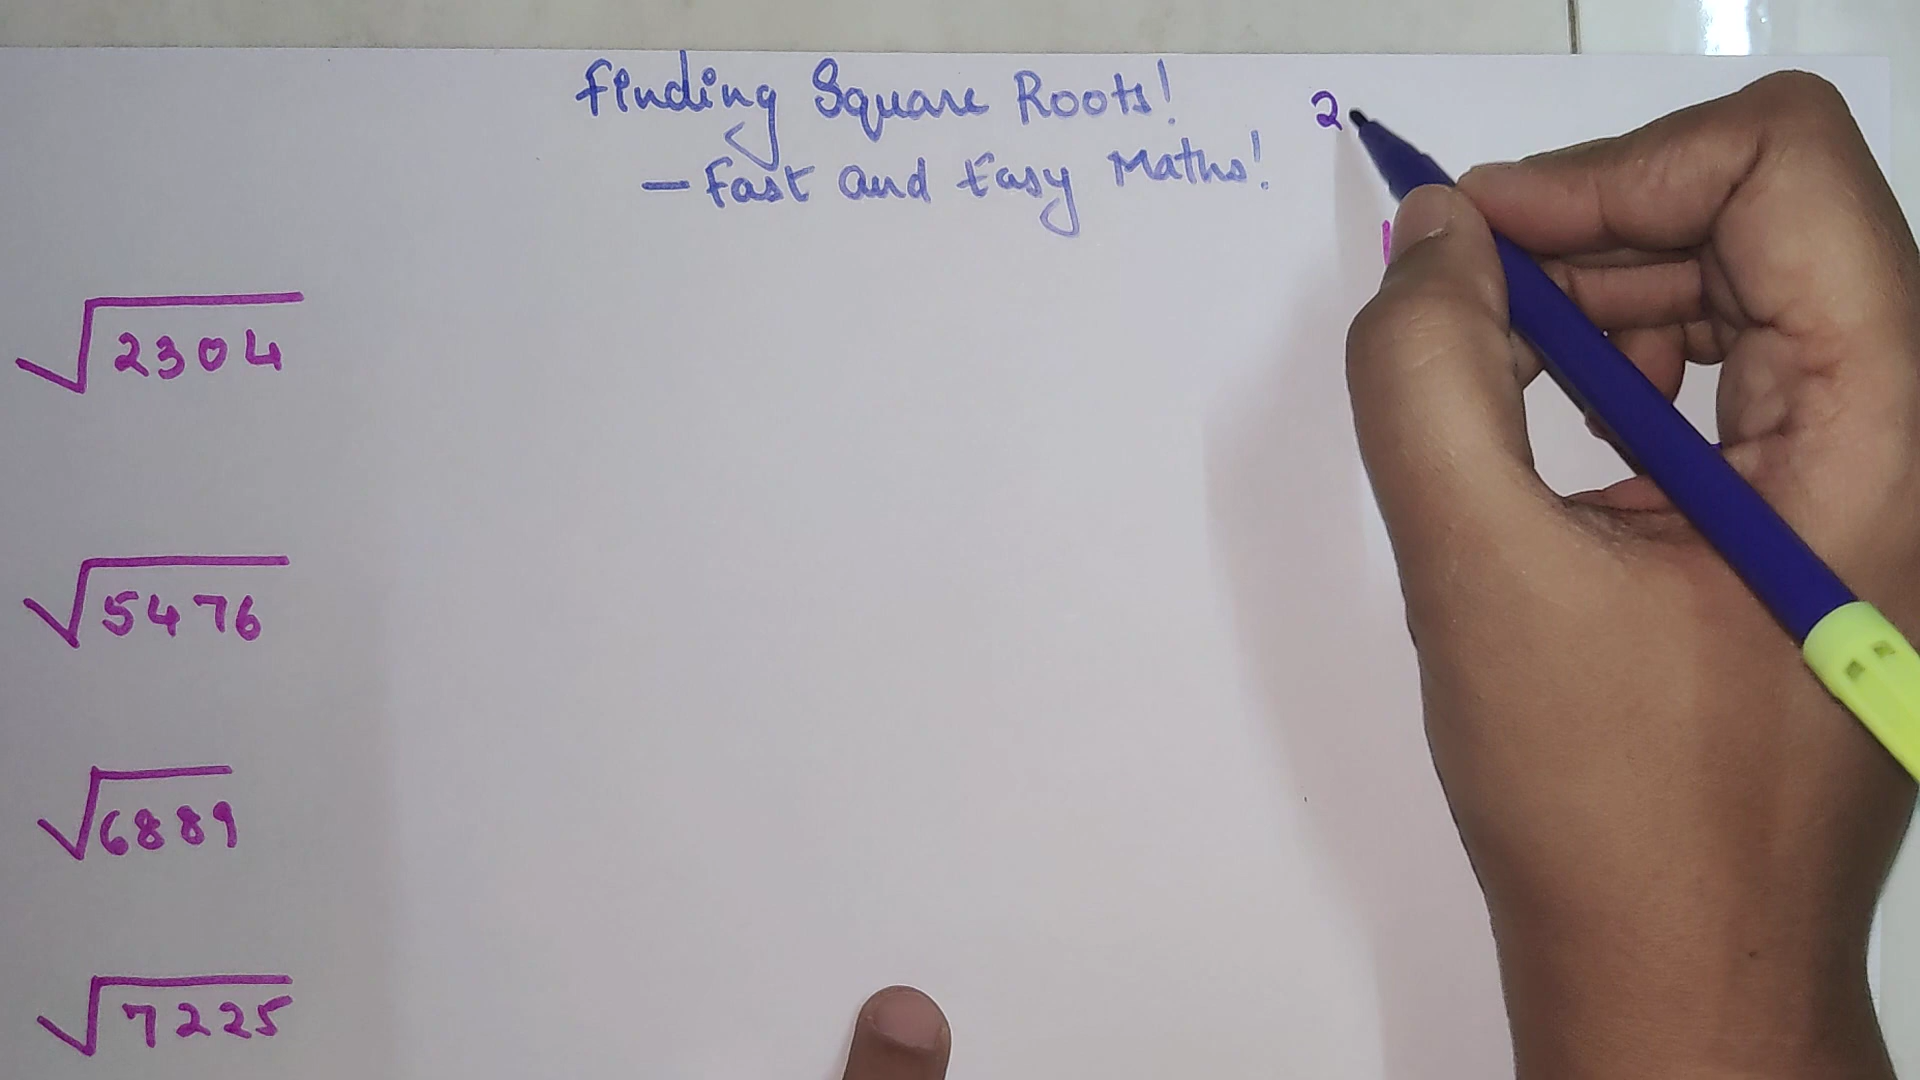 Finding Square Roots!
- Fast and Easy Maths!
2
√2304
√5476
√6889
√7225